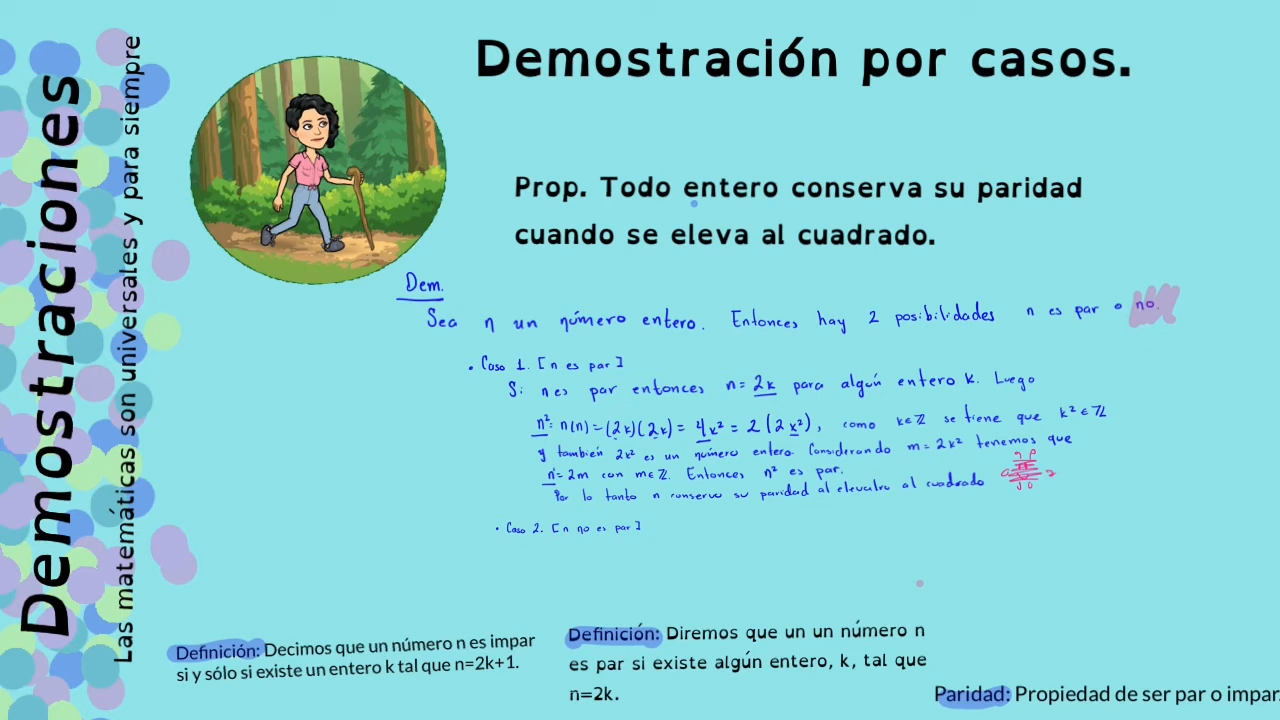 Demostraciones
Las matemáticas son universales y para siempre
Demostración por casos.
Prop. Todo entero conserva su paridad
cuando se eleva al cuadrado.
Dem.
Sea n un número entero. Entonces hay 2 posibilidades n es par o no.
• Caso 1. [n es par]
Si n es par entonces n = 2k para algún entero k. Luego
n² = n(n) = (2k)(2k) = 4k² = 2(2k²), como k∈ℤ se tiene que k²∈ℤ
y también 2k² es un número entero. Considerando m = 2k² tenemos que
n² = 2m con m∈ℤ. Entonces n² es par.
Por lo tanto n conserva su paridad al elevarlo al cuadrado
• Caso 2. [n no es par]
Definición: Decimos que un número n es impar
si y sólo si existe un entero k tal que n=2k+1.
Definición: Diremos que un un número n
es par si existe algún entero, k, tal que
n=2k.
Paridad: Propiedad de ser par o impar